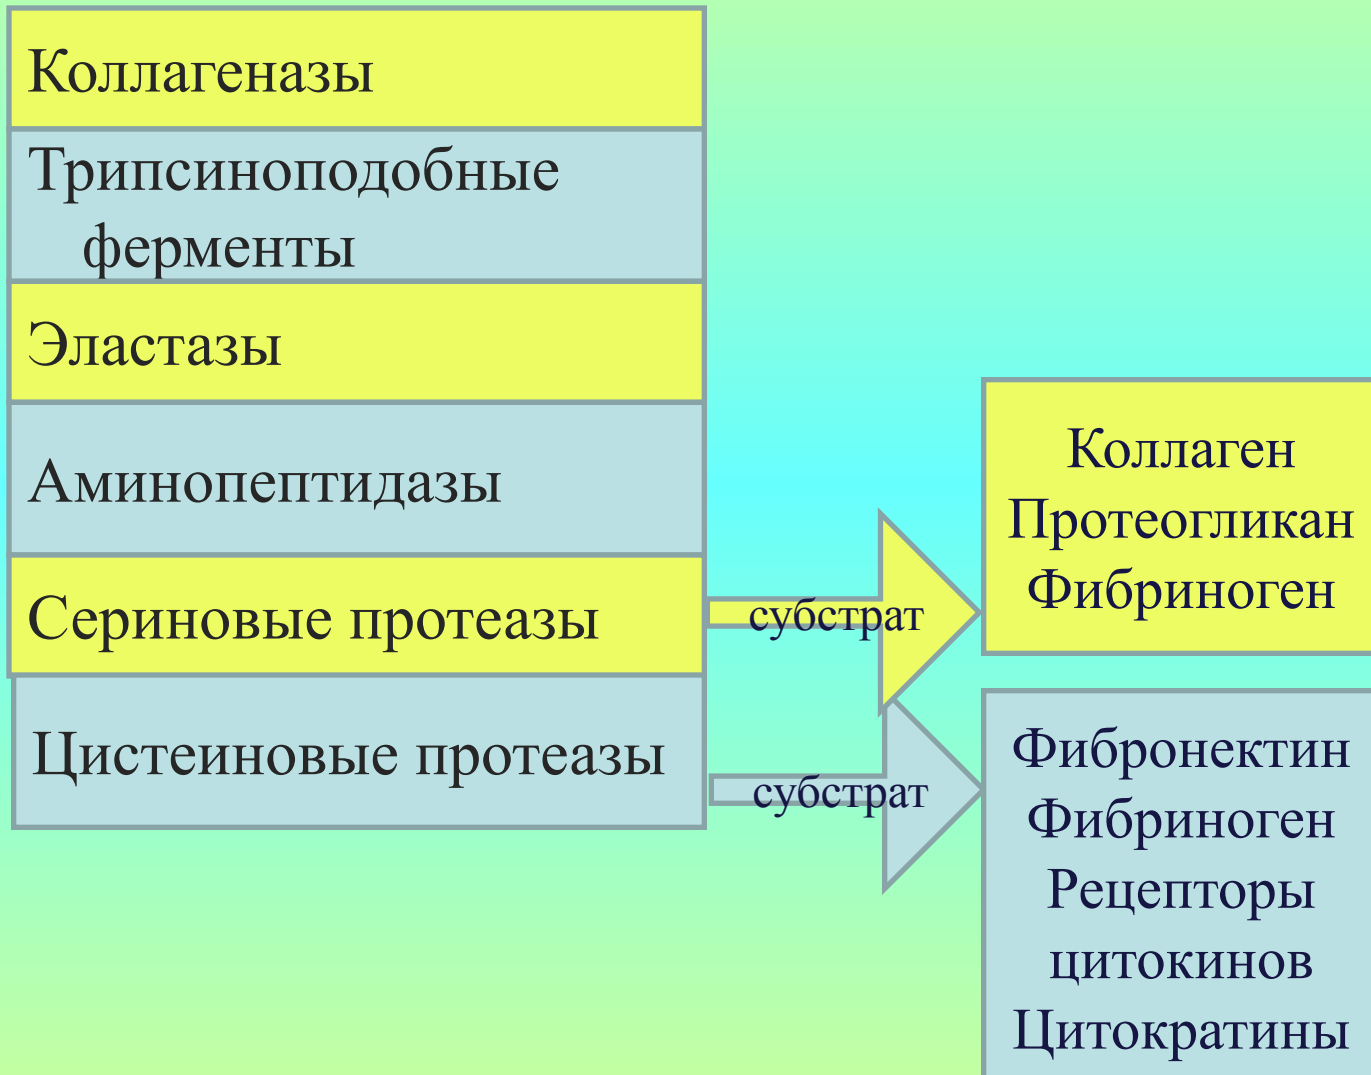 Коллагеназы
Трипсиноподобные
ферменты
Эластазы
Аминопептидазы
Сериновые протеазы
субстрат
Коллаген
Протеогликан
Фибриноген
Цистеиновые протеазы
субстрат
Фибронектин
Фибриноген
Рецепторы
цитокинов
Цитократины